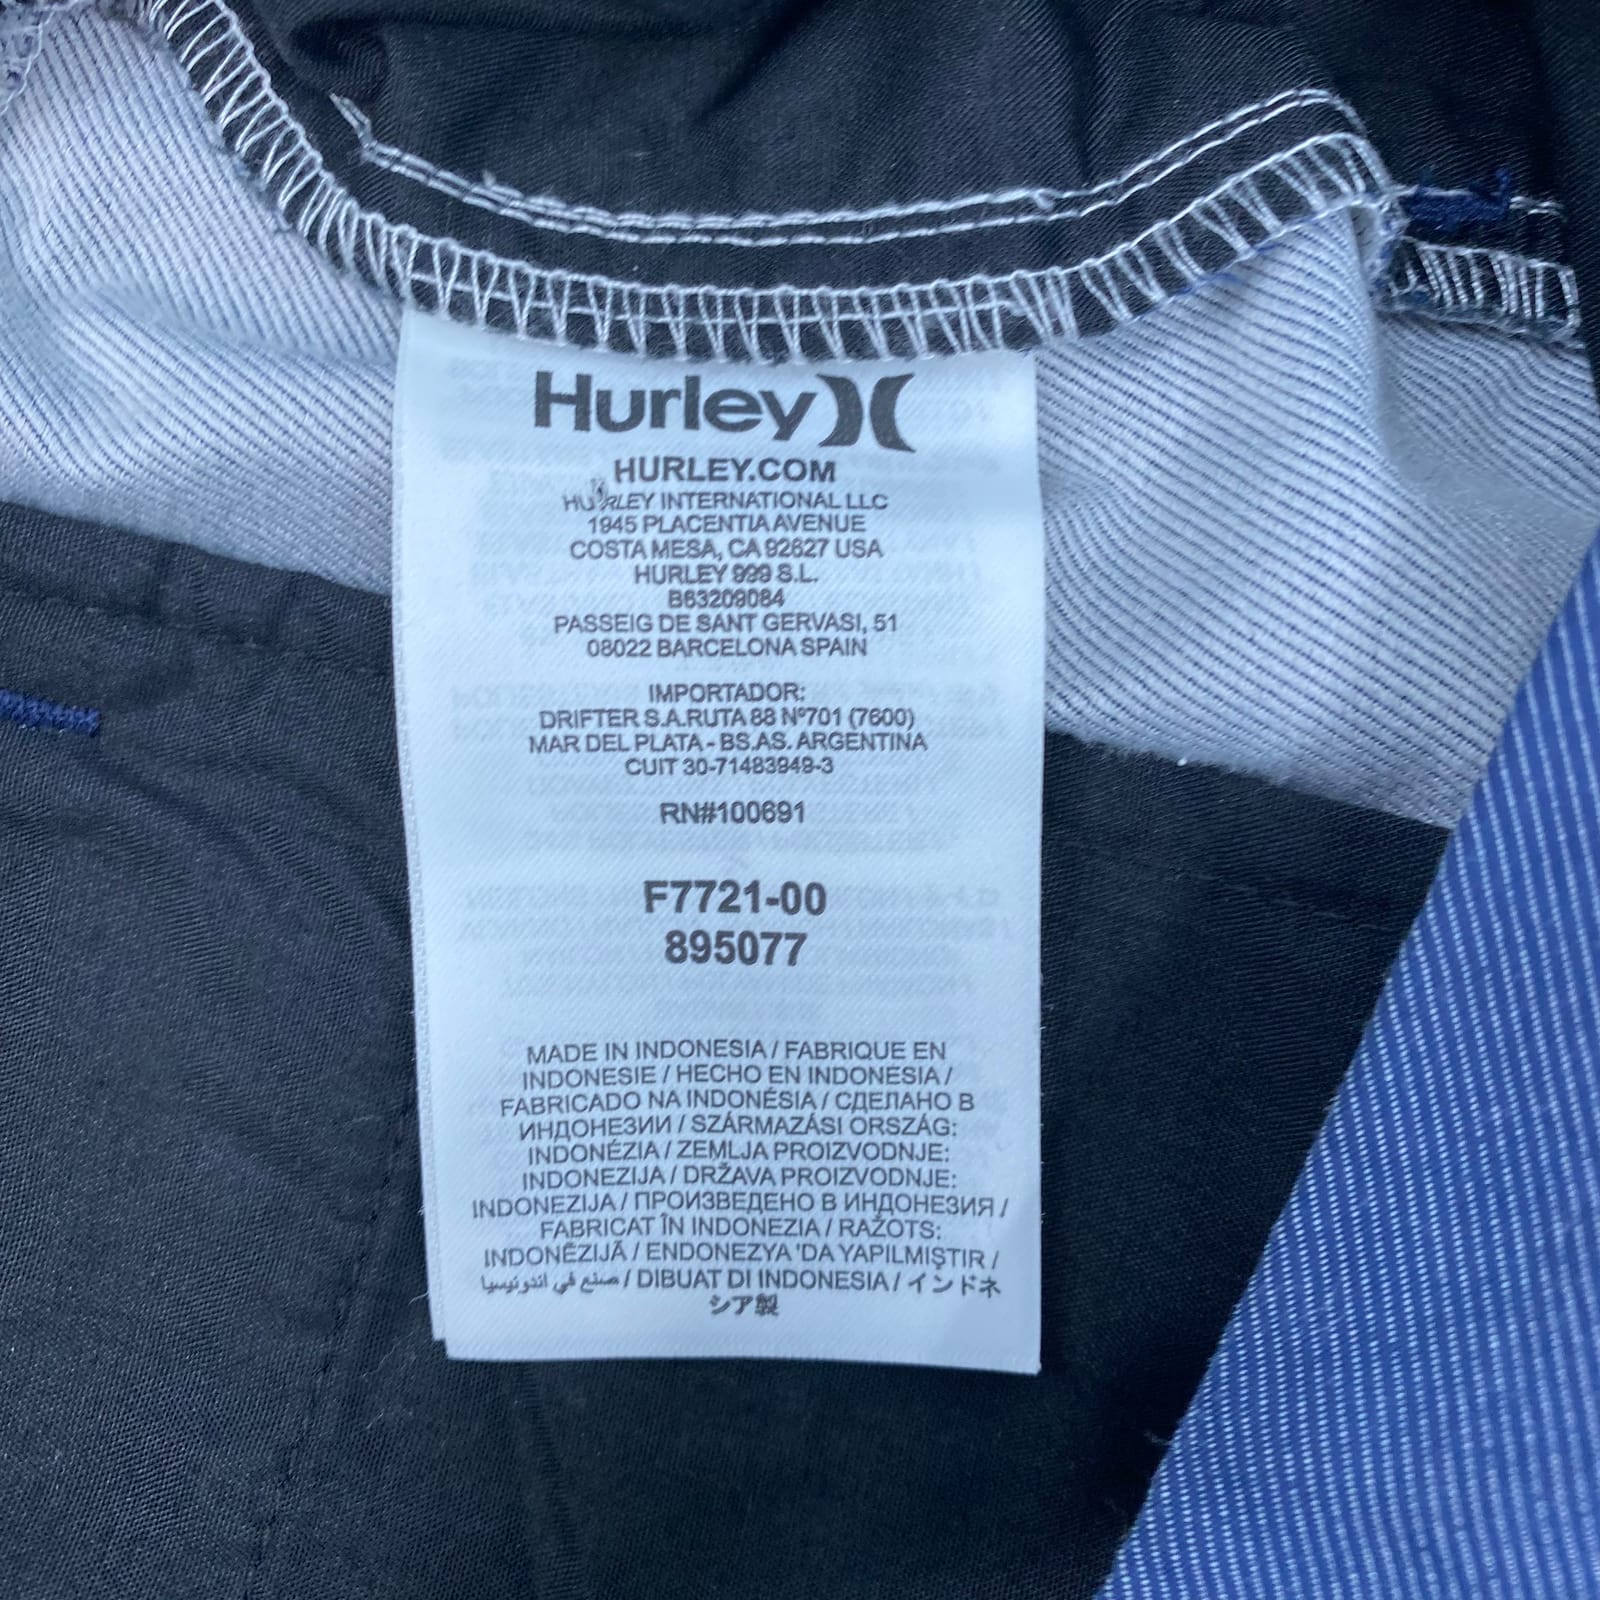 Hurley
HURLEY.COM
HURLEY INTERNATIONAL LLC
1945 PLACENTIA AVENUE
COSTA MESA, CA 92627 USA
HURLEY 999 S.L.
B63209084
PASSEIG DE SANT GERVASI, 51
08022 BARCELONA SPAIN
IMPORTADOR:
DRIFTER S.A.RUTA 88 Nº701 (7600)
MAR DEL PLATA - BS.AS. ARGENTINA
CUIT 30-71483949-3
RN#100691
F7721-00
895077
MADE IN INDONESIA / FABRIQUE EN
INDONESIE / HECHO EN INDONESIA /
FABRICADO NA INDONÉSIA / СДЕЛАНО В
ИНДОНЕЗИИ / SZÁRMAZÁSI ORSZÁG:
INDONÉZIA / ZEMLJA PROIZVODNJE:
INDONEZIJA / DRŽAVA PROIZVODNJE:
INDONEZIJA / ПРОИЗВЕДЕНО В ИНДОНЕЗИЯ /
FABRICAT ÎN INDONEZIA / RAŽOTS:
INDONĒZIJĀ / ENDONEZYA 'DA YAPILMIŞTIR /
صنع في اندونيسيا / DIBUAT DI INDONESIA / インドネ
シア製